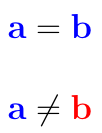 a = b
a ≠ b